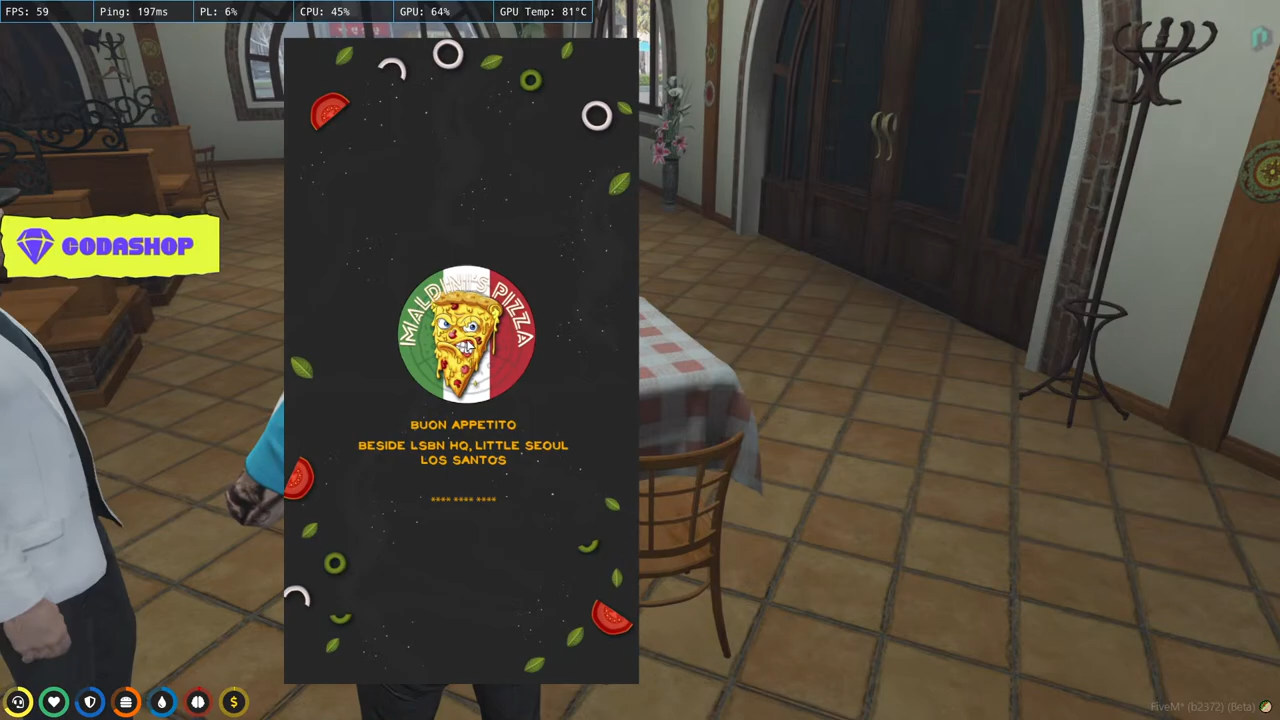 FPS: 59 Ping: 197ms PL: 6% CPU: 45% GPU: 64% GPU Temp: 81°C
CODASHOP
MALDINI'S PIZZA
BUON APPETITO
BESIDE LSBN HQ, LITTLE SEOUL
LOS SANTOS
**** **** ****
FiveM* (b2372) (Beta)